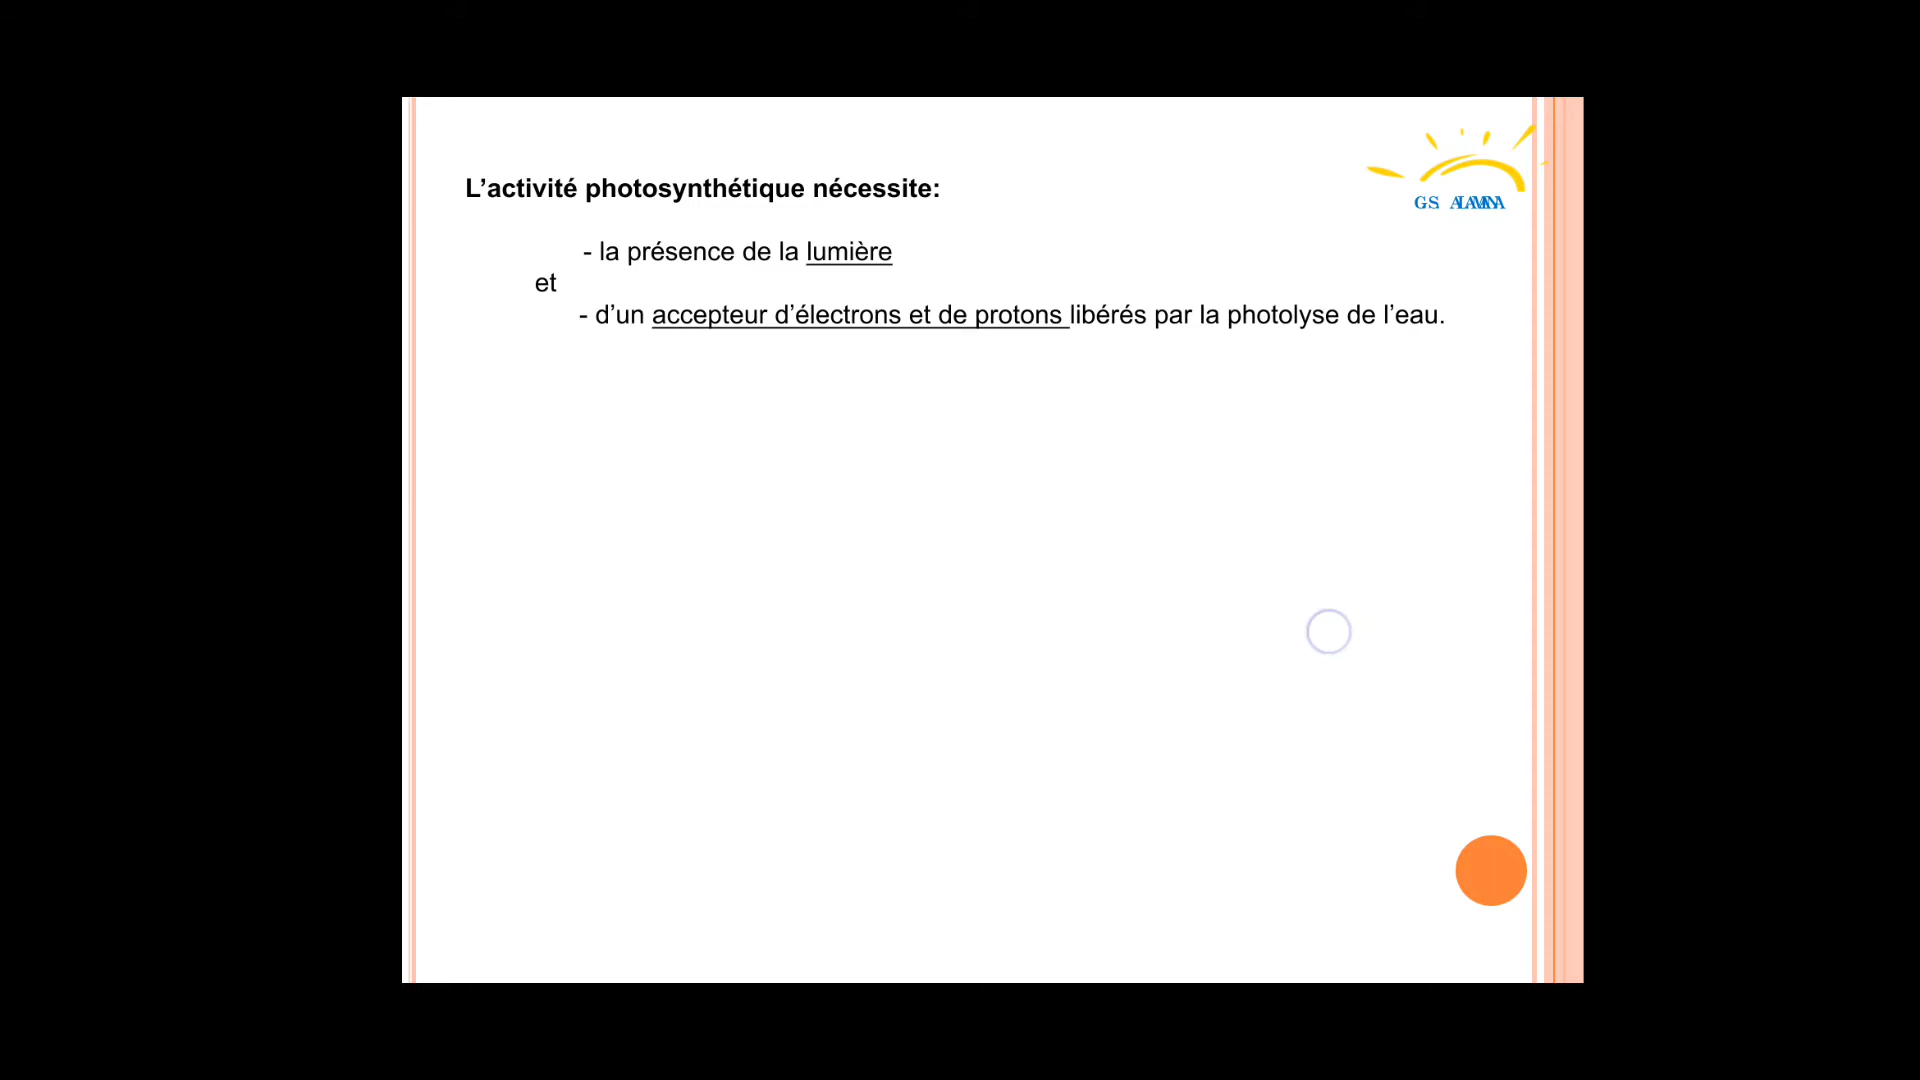 L’activité photosynthétique nécessite:
- la présence de la lumière
et
- d’un accepteur d’électrons et de protons libérés par la photolyse de l’eau.
GS